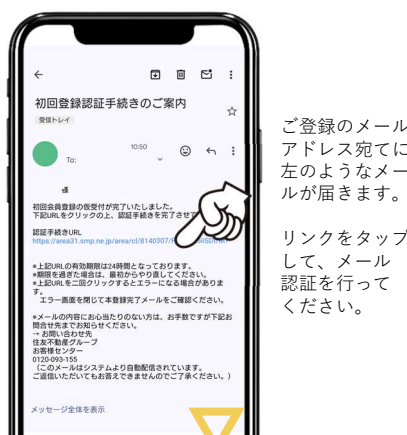 初回登録認証手続きのご案内
受信トレイ
10:50
To:
初回会員登録の仮受付が完了いたしました。
下記URLをクリックの上、認証手続きを完了させて
認証手続きURL
https://area31.smp.ne.jp/area/cl/8140307/
*上記URLの有効期限は24時間となっております。
*期限を過ぎた場合は、最初からやり直してください。
*上記URLを二回クリックするとエラーになる場合がありま
す。
エラー画面を閉じて本登録完了メールをご確認ください。
*メールの内容にお心当たりのない方は、お手数ですが下記お
問合せ先までお知らせください。
→ お問い合わせ先
住友不動産グループ
お客様センター
0120-093-155
（このメールはシステムより自動配信されています。
ご返信いただいてもお答えできませんのでご了承ください。）
メッセージ全体を表示
ご登録のメール
アドレス宛てに
左のようなメー
ルが届きます。
リンクをタップ
して、メール
認証を行って
ください。